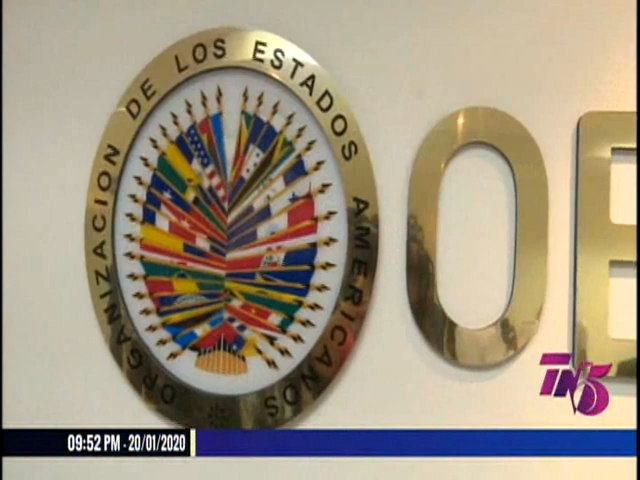 ORGANIZACION DE LOS ESTADOS AMERICANOS
OE
TN5
09:52 PM - 20/01/2020